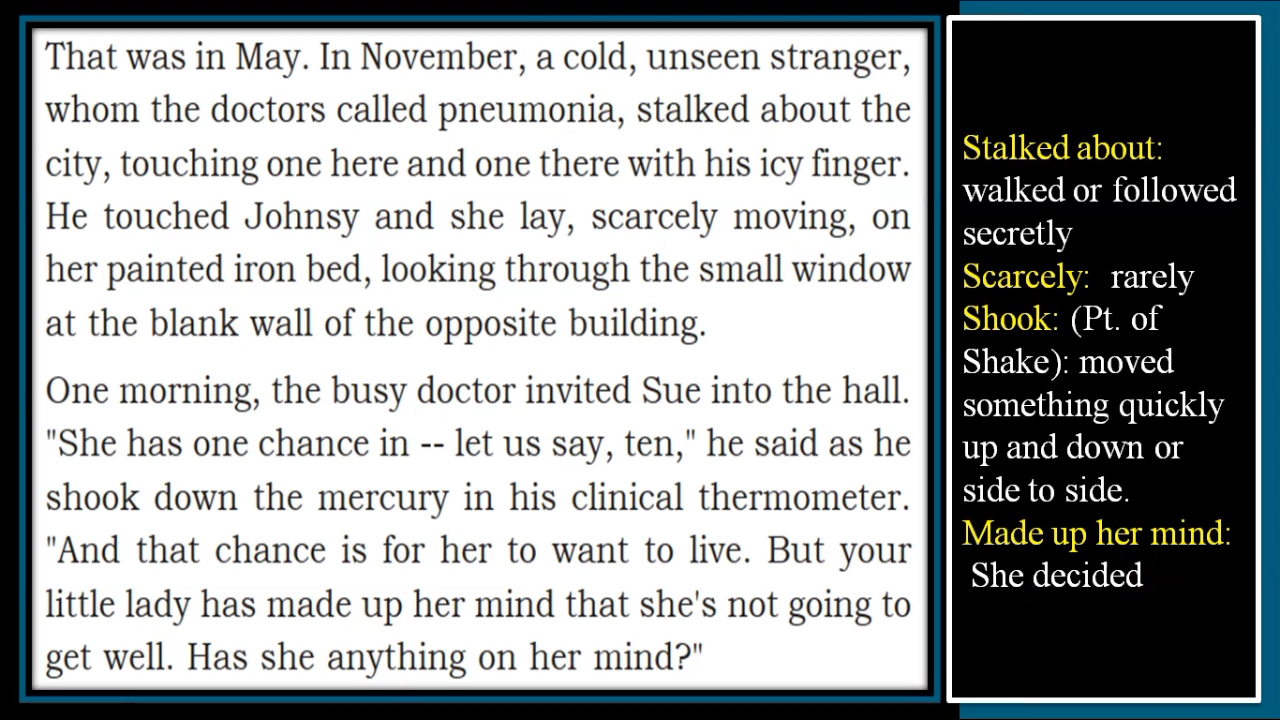 That was in May. In November, a cold, unseen stranger,
whom the doctors called pneumonia, stalked about the
city, touching one here and one there with his icy finger.
He touched Johnsy and she lay, scarcely moving, on
her painted iron bed, looking through the small window
at the blank wall of the opposite building.
One morning, the busy doctor invited Sue into the hall.
"She has one chance in -- let us say, ten," he said as he
shook down the mercury in his clinical thermometer.
"And that chance is for her to want to live. But your
little lady has made up her mind that she's not going to
get well. Has she anything on her mind?"
Stalked about:
walked or followed
secretly
Scarcely: rarely
Shook: (Pt. of
Shake): moved
something quickly
up and down or
side to side.
Made up her mind:
She decided